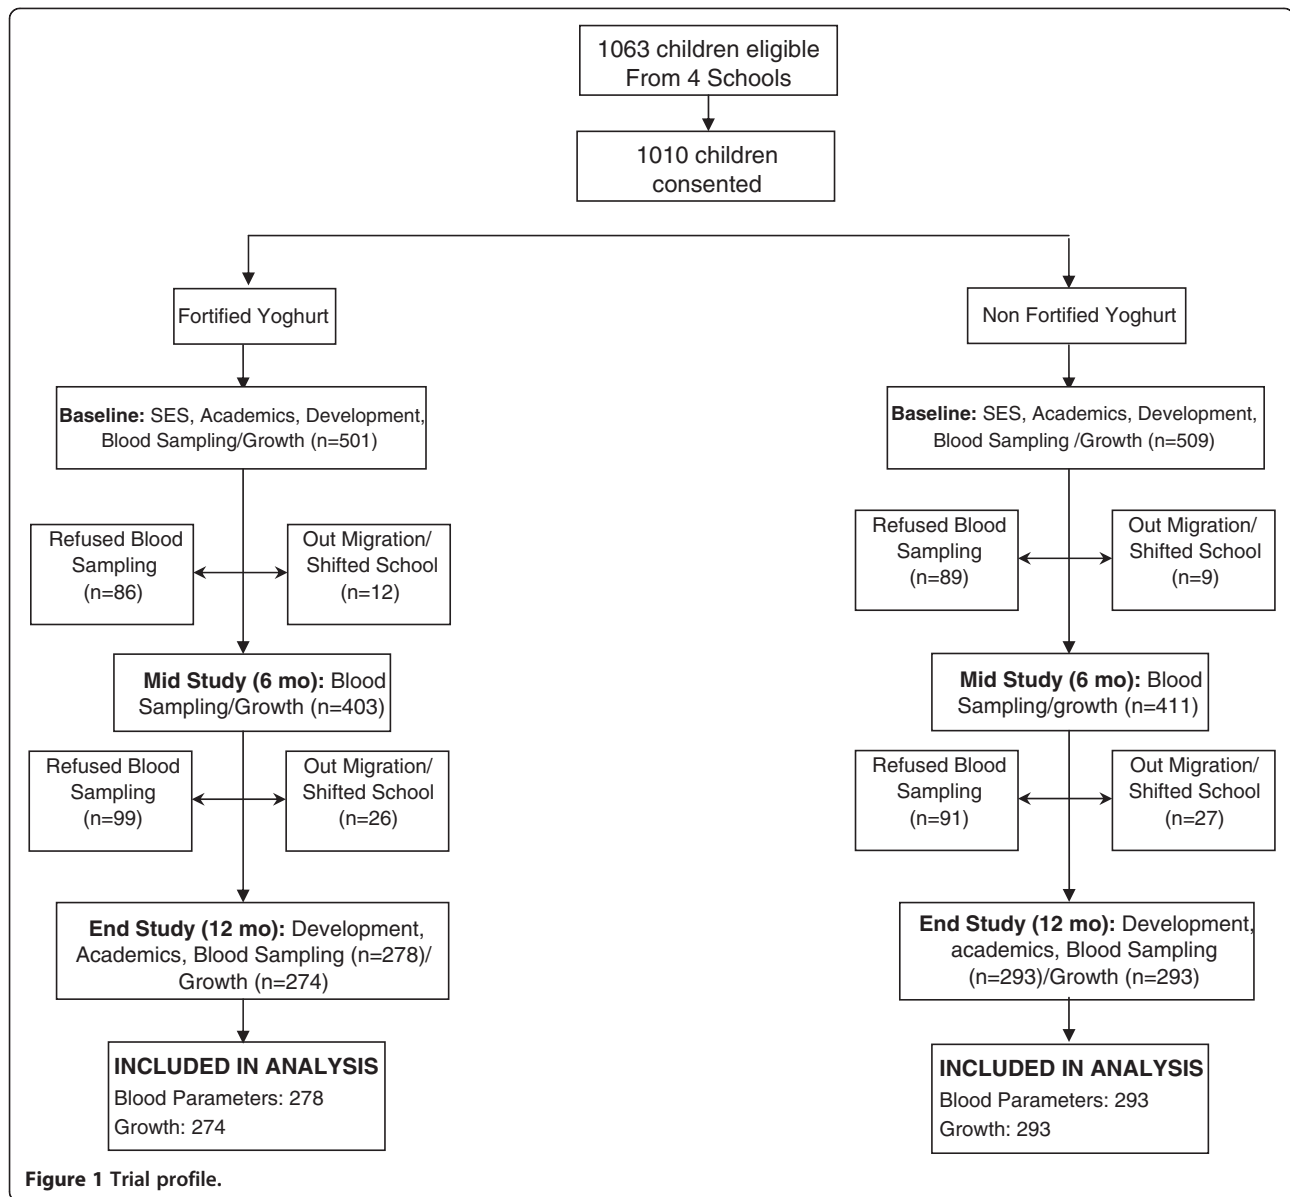 1063 children eligible
From 4 Schools
1010 children
consented
Fortified Yoghurt
Non Fortified Yoghurt
Baseline: SES, Academics, Development,
Blood Sampling/Growth (n=501)
Baseline: SES, Academics, Development,
Blood Sampling /Growth (n=509)
Refused Blood
Sampling
(n=86)
Out Migration/
Shifted School
(n=12)
Refused Blood
Sampling
(n=89)
Out Migration/
Shifted School
(n=9)
Mid Study (6 mo): Blood
Sampling/Growth (n=403)
Mid Study (6 mo): Blood
Sampling/growth (n=411)
Refused Blood
Sampling
(n=99)
Out Migration/
Shifted School
(n=26)
Refused Blood
Sampling
(n=91)
Out Migration/
Shifted School
(n=27)
End Study (12 mo): Development,
Academics, Blood Sampling (n=278)/
Growth (n=274)
End Study (12 mo): Development,
academics, Blood Sampling
(n=293)/Growth (n=293)
INCLUDED IN ANALYSIS
Blood Parameters: 278
Growth: 274
INCLUDED IN ANALYSIS
Blood Parameters: 293
Growth: 293
Figure 1 Trial profile.